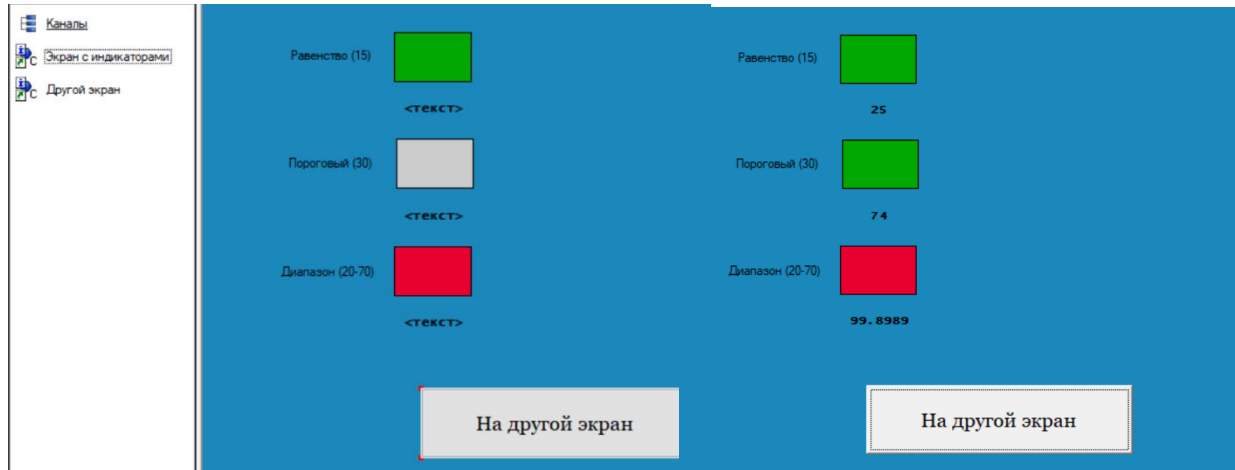 Каналы
Экран с индикаторами
Другой экран
Равенство (15)
<текст>
Пороговый (30)
<текст>
Диапазон (20-70)
<текст>
На другой экран
Равенство (15)
25
Пороговый (30)
74
Диапазон (20-70)
99.8989
На другой экран